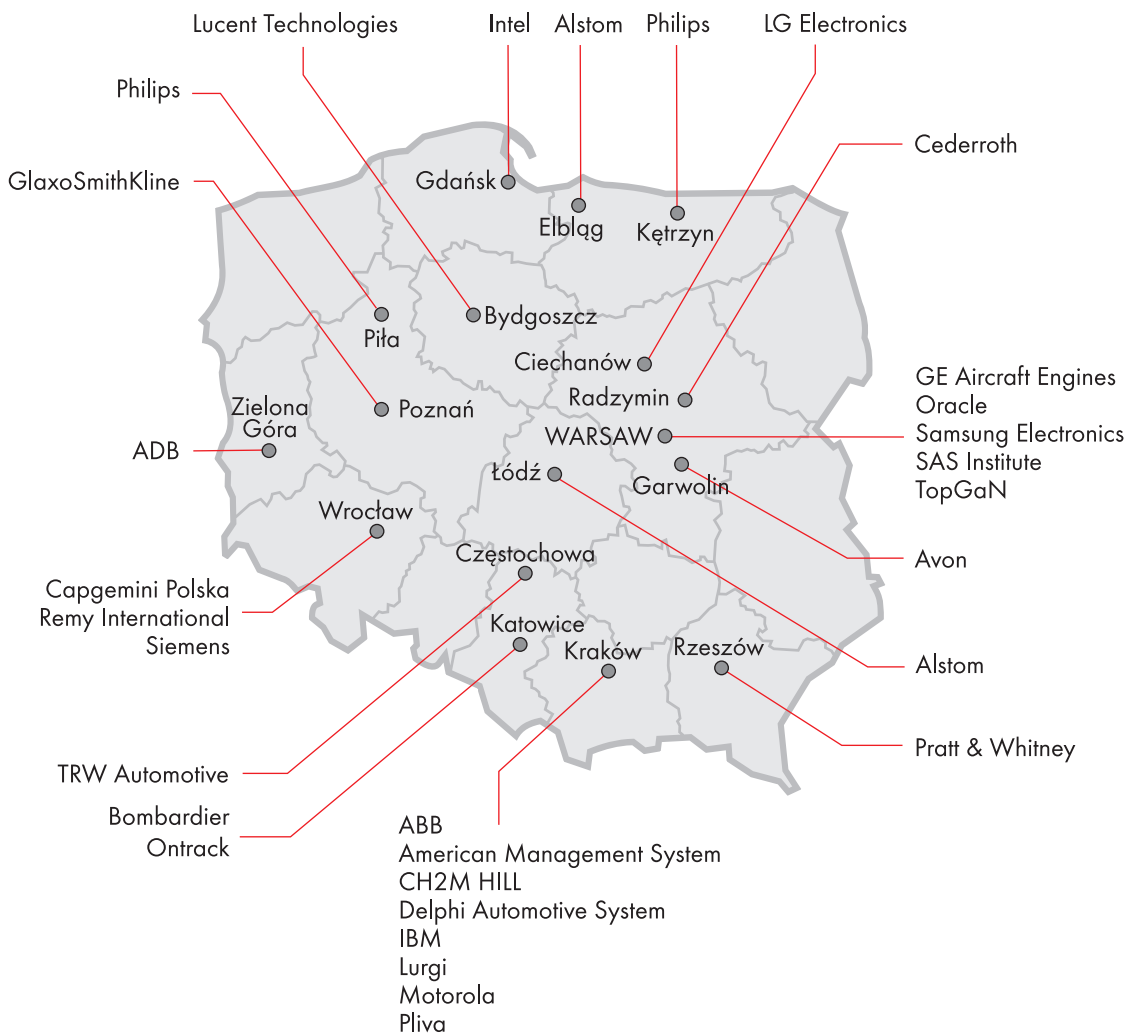 Lucent Technologies
Intel
Alstom
Philips
LG Electronics
Philips
Cederroth
GlaxoSmithKline
Gdańsk
Elbląg
Kętrzyn
Bydgoszcz
Piła
Ciechanów
Radzymin
GE Aircraft Engines
Oracle
Samsung Electronics
SAS Institute
TopGaN
Zielona
Góra
Poznań
WARSAW
ADB
Łódź
Garwolin
Wrocław
Częstochowa
Avon
Capgemini Polska
Remy International
Siemens
Katowice
Kraków
Rzeszów
Alstom
Pratt & Whitney
TRW Automotive
Bombardier
Ontrack
ABB
American Management System
CH2M HILL
Delphi Automotive System
IBM
Lurgi
Motorola
Pliva